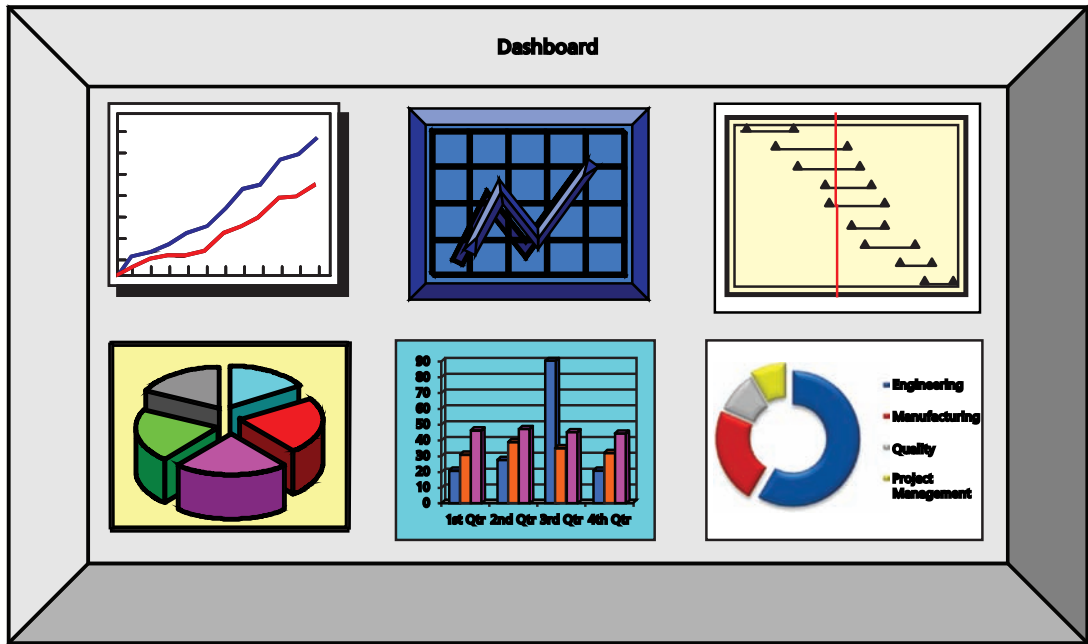 Dashboard
90
80
70
60
50
40
30
20
10
0
1st Qtr 2nd Qtr 3rd Qtr 4th Qtr
Engineering
Manufacturing
Quality
Project
Management